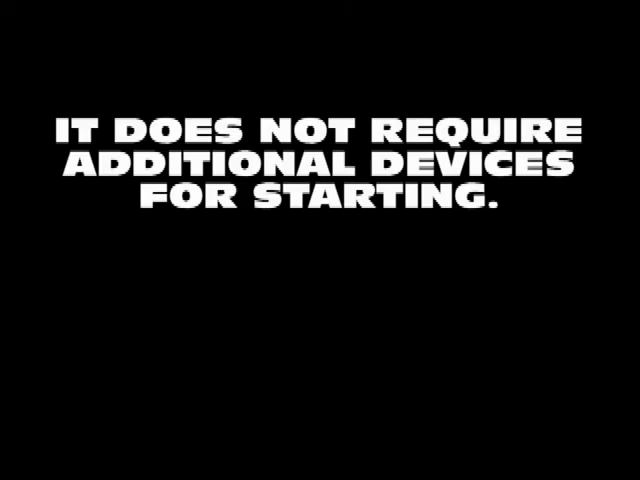 IT DOES NOT REQUIRE
ADDITIONAL DEVICES
FOR STARTING.